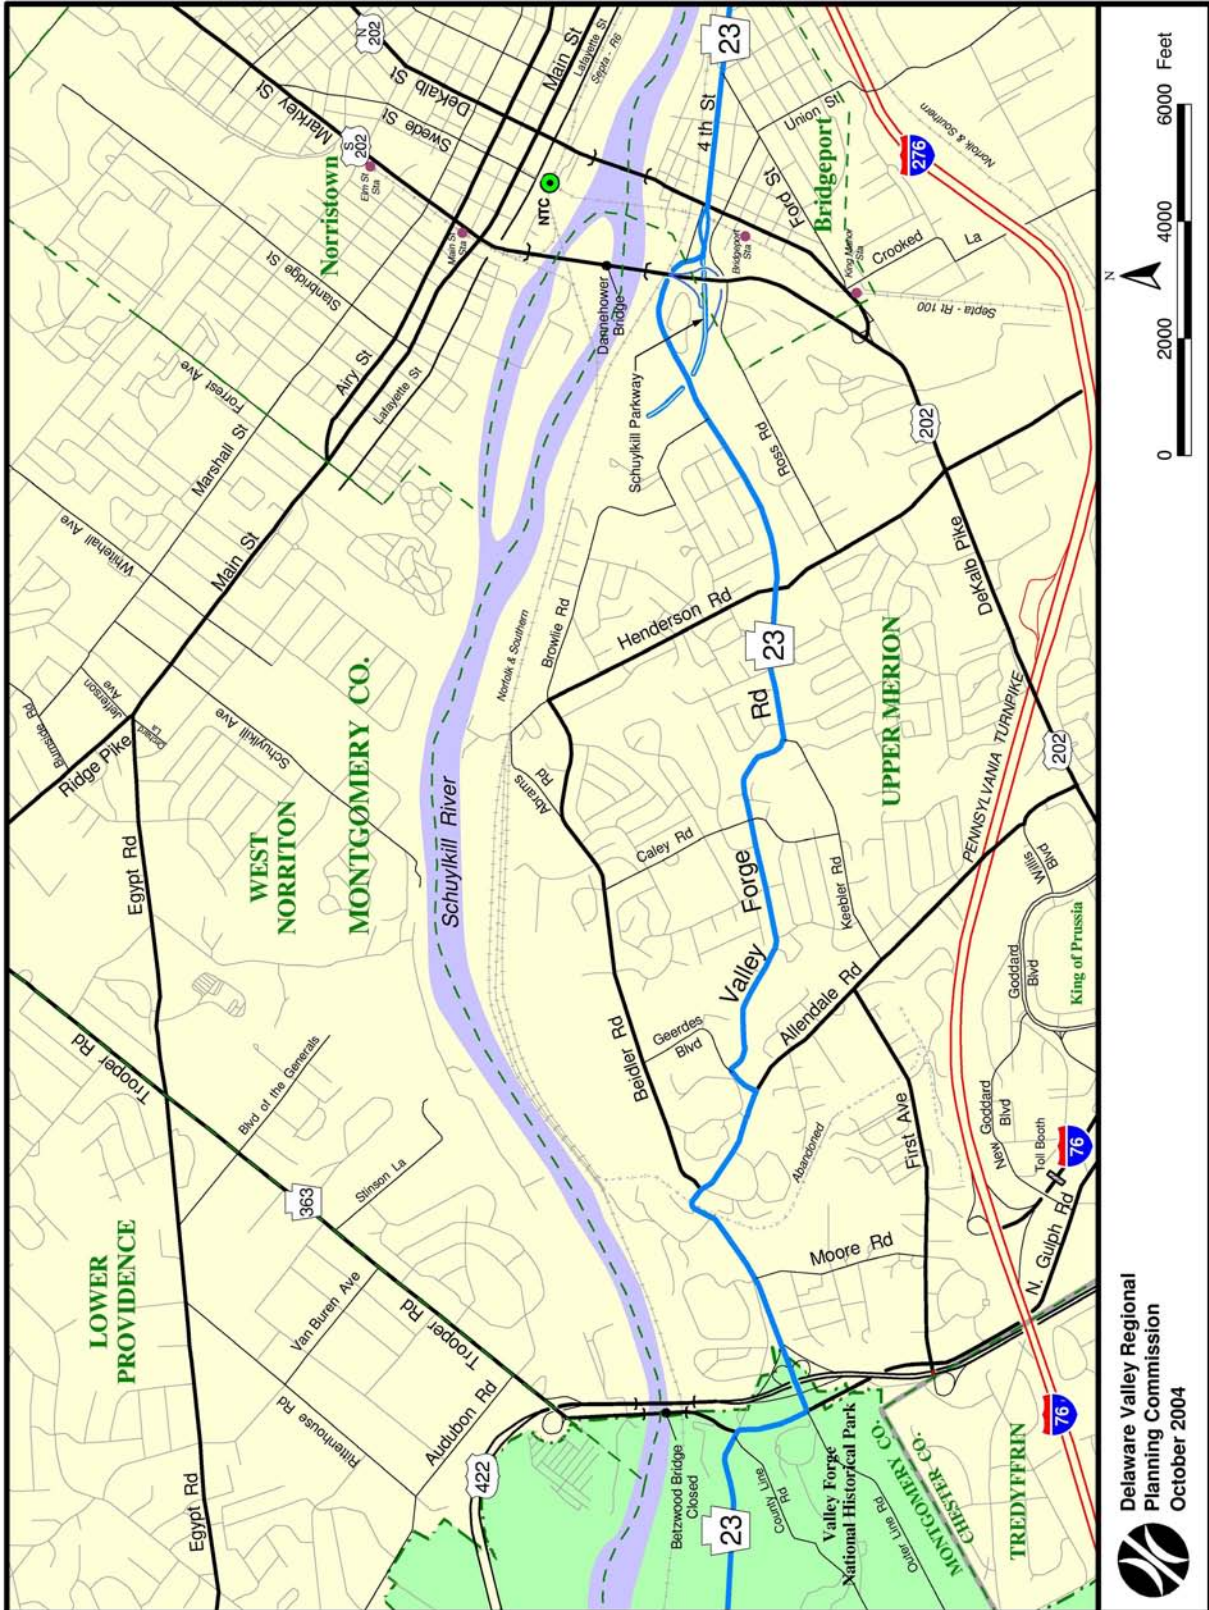 N
202
DeKalb St
Markley St
Swede St
S
202
Elm St
Sta
Norristown
Main St
Lafayette St
Septa - R6
23
4 th St
Union St
Ford St
Bridgeport
276
Norfolk & Southern
NTC
Main St
Sta
Stanbridge St
Dannehower
Bridge
Bridgeport
Sta
King Manor
Sta
Crooked
La
Septa - Rt 100
Forrest Ave
Marshall St
Airy St
Lafayette St
Schuylkill Parkway
Ross Rd
202
Whitehall Ave
Main St
DeKalb Pike
Norfolk & Southern
Browlie Rd
Henderson Rd
23
Rd
UPPER MERION
Burnside Rd
Jefferson
Ave
Orchard
La
Ridge Pike
Schuylkill Ave
Egypt Rd
WEST
NORRITON
MONTGOMERY CO.
Schuylkill River
Abrams
Rd
Caley Rd
Forge
Keebler Rd
PENNSYLVANIA TURNPIKE
202
Willis
Blvd
Valley
Allendale Rd
Goddard
Blvd
King of Prussia
Trooper Rd
Blvd of the Generals
Beidler Rd
Geerdes
Blvd
Abandoned
First Ave
New Goddard
Blvd
Toll Booth
76
363
Stinson La
LOWER
PROVIDENCE
Van Buren Ave
Trooper Rd
Moore Rd
N. Gulph Rd
Rittenhouse Rd
Audubon Rd
Egypt Rd
422
Betzwood Bridge
Closed
23
County Line
Rd
Valley Forge
National Historical Park
Outer Line Rd
MONTGOMERY CO.
CHESTER CO.
TREDYFFRIN
76
N
0 2000 4000 6000 Feet
Delaware Valley Regional
Planning Commission
October 2004